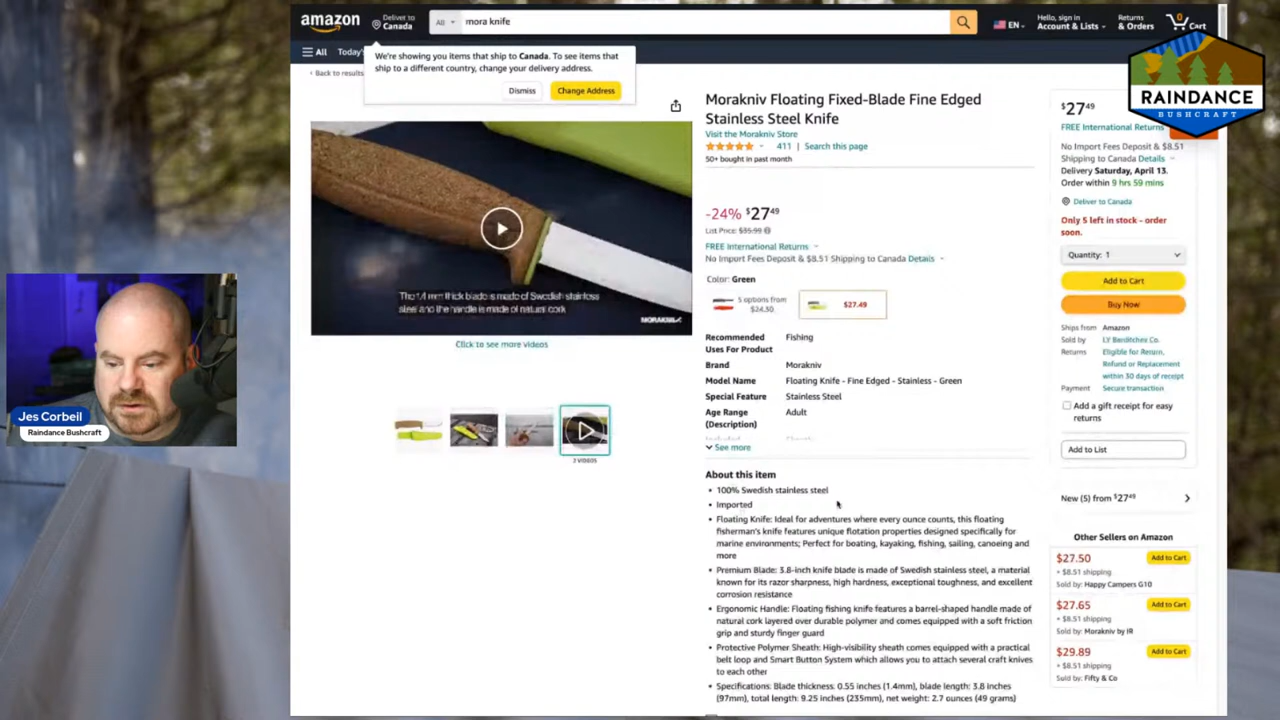 amazon
Deliver to
Canada
All
mora knife
EN
Hello, sign in
Account & Lists
Returns
& Orders
0
Cart
All
Today's
We're showing you items that ship to Canada. To see items that
ship to a different country, change your delivery address.
Dismiss
Change Address
‹ Back to results
RAINDANCE
BUSHCRAFT
The 1.4 mm thick blade is made of Swedish stainless
steel and the handle is made of natural cork
MORAKNIV
Click to see more videos
3 VIDEOS
Morakniv Floating Fixed-Blade Fine Edged
Stainless Steel Knife
Visit the Morakniv Store
411 | Search this page
50+ bought in past month
-24% $27 49
List Price: $35.99
FREE International Returns
No Import Fees Deposit & $8.51 Shipping to Canada Details
Color: Green
5 options from
$24.30
$27.49
Recommended
Uses For Product
Fishing
Brand
Morakniv
Model Name
Floating Knife - Fine Edged - Stainless - Green
Special Feature
Stainless Steel
Age Range
(Description)
Adult
See more
About this item
• 100% Swedish stainless steel
• Imported
• Floating Knife: Ideal for adventures where every ounce counts, this floating
fisherman's knife features unique flotation properties designed specifically for
marine environments; Perfect for boating, kayaking, fishing, sailing, canoeing and
more
• Premium Blade: 3.8-inch knife blade is made of Swedish stainless steel, a material
known for its razor sharpness, high hardness, exceptional toughness, and excellent
corrosion resistance
• Ergonomic Handle: Floating fishing knife features a barrel-shaped handle made of
natural cork layered over durable polymer and comes equipped with a soft friction
grip and sturdy finger guard
• Protective Polymer Sheath: High-visibility sheath comes equipped with a practical
belt loop and Smart Button System which allows you to attach several craft knives
to each other
• Specifications: Blade thickness: 0.55 inches (1.4mm), blade length: 3.8 inches
(97mm), total length: 9.25 inches (235mm), net weight: 2.7 ounces (49 grams)
$27 49
FREE International Returns
No Import Fees Deposit & $8.51
Shipping to Canada Details
Delivery Saturday, April 13.
Order within 9 hrs 59 mins
Deliver to Canada
Only 5 left in stock - order
soon.
Quantity: 1
Add to Cart
Buy Now
Ships from Amazon
Sold by LY Benditches Co.
Returns Eligible for Return,
Refund or Replacement
within 30 days of receipt
Payment Secure transaction
Add a gift receipt for easy
returns
Add to List
New (5) from $27 49
Other Sellers on Amazon
$27.50
Add to Cart
+ $8.51 shipping
Sold by: Happy Campers G10
$27.65
Add to Cart
+ $8.51 shipping
Sold by: Morakniv by IR
$29.89
Add to Cart
+ $8.51 shipping
Sold by: Fifty & Co
Jes Corbeil
Raindance Bushcraft